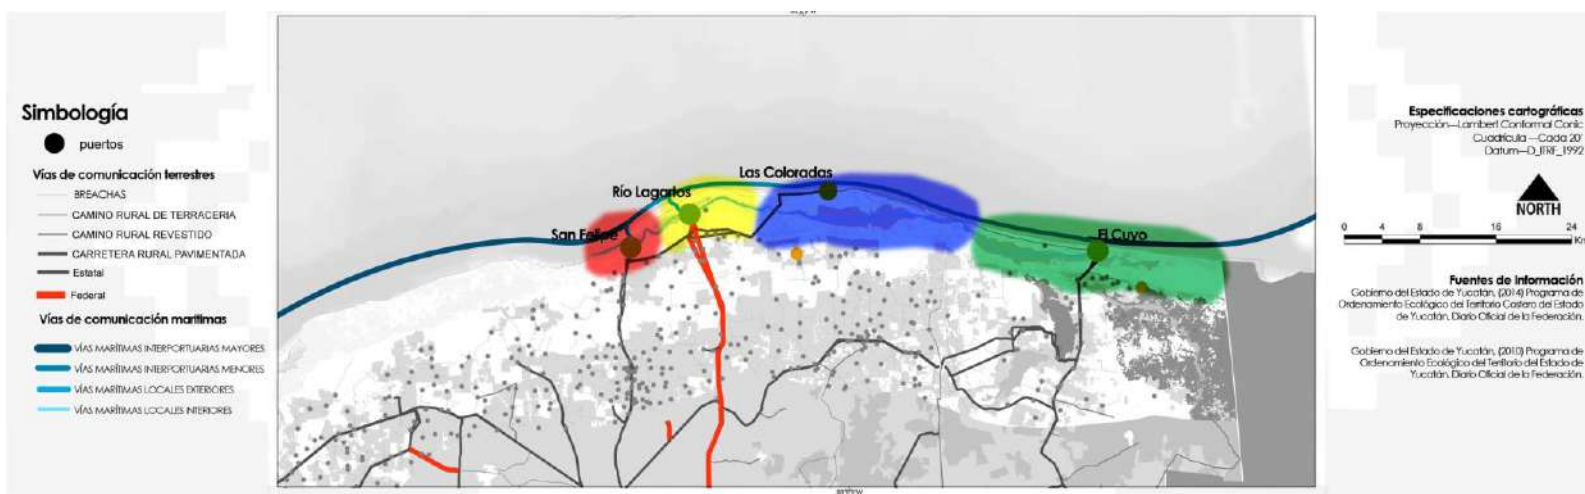 Simbología
puertos
Vías de comunicación terrestres
BREACHAS
CAMINO RURAL DE TERRACERIA
CAMINO RURAL REVESTIDO
CARRETERA RURAL PAVIMENTADA
Estatal
Federal
Vías de comunicación marítimas
VÍAS MARÍTIMAS INTERPORTUARIAS MAYORES
VÍAS MARÍTIMAS INTERPORTUARIAS MENORES
VÍAS MARÍTIMAS LOCALES EXTERIORES
VÍAS MARÍTIMAS LOCALES INTERIORES
Las Coloradas
Río Lagartos
San Felipe
El Cuyo
Especificaciones cartográficas
Proyección—Lambert Conformal Conic
Cuadrícula —Cada 20'
Datum—D_ITRF_1992
NORTH
0 4 8 16 24
Km
Fuentes de información
Gobierno del Estado de Yucatán, (2014) Programa de
Ordenamiento Ecológico del Territorio Costero del Estado
de Yucatán. Diario Oficial de la Federación.
Gobierno del Estado de Yucatán, (2010) Programa de
Ordenamiento Ecológico del Territorio del Estado de
Yucatán. Diario Oficial de la Federación.